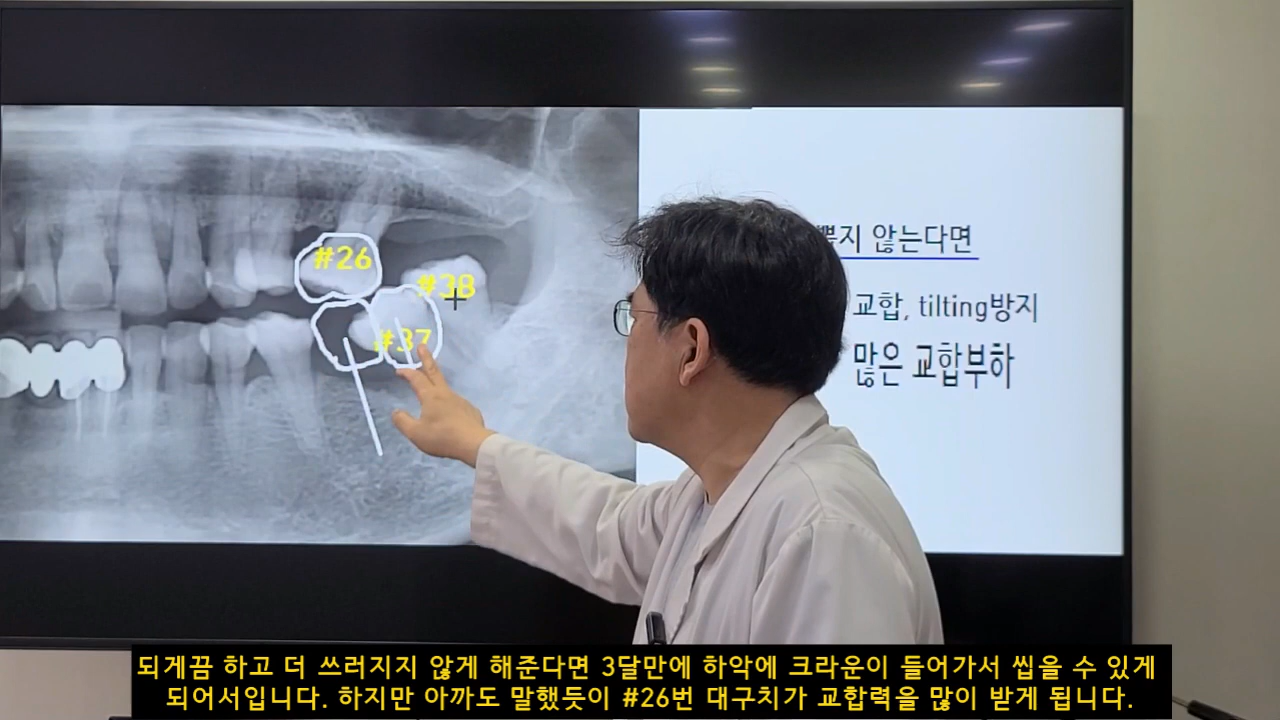 #26
#38
#37
뽑지 않는다면
교합, tilting방지
많은 교합부하
되게끔 하고 더 쓰러지지 않게 해준다면 3달만에 하악에 크라운이 들어가서 씹을 수 있게
되어서입니다. 하지만 아까도 말했듯이 #26번 대구치가 교합력을 많이 받게 됩니다.